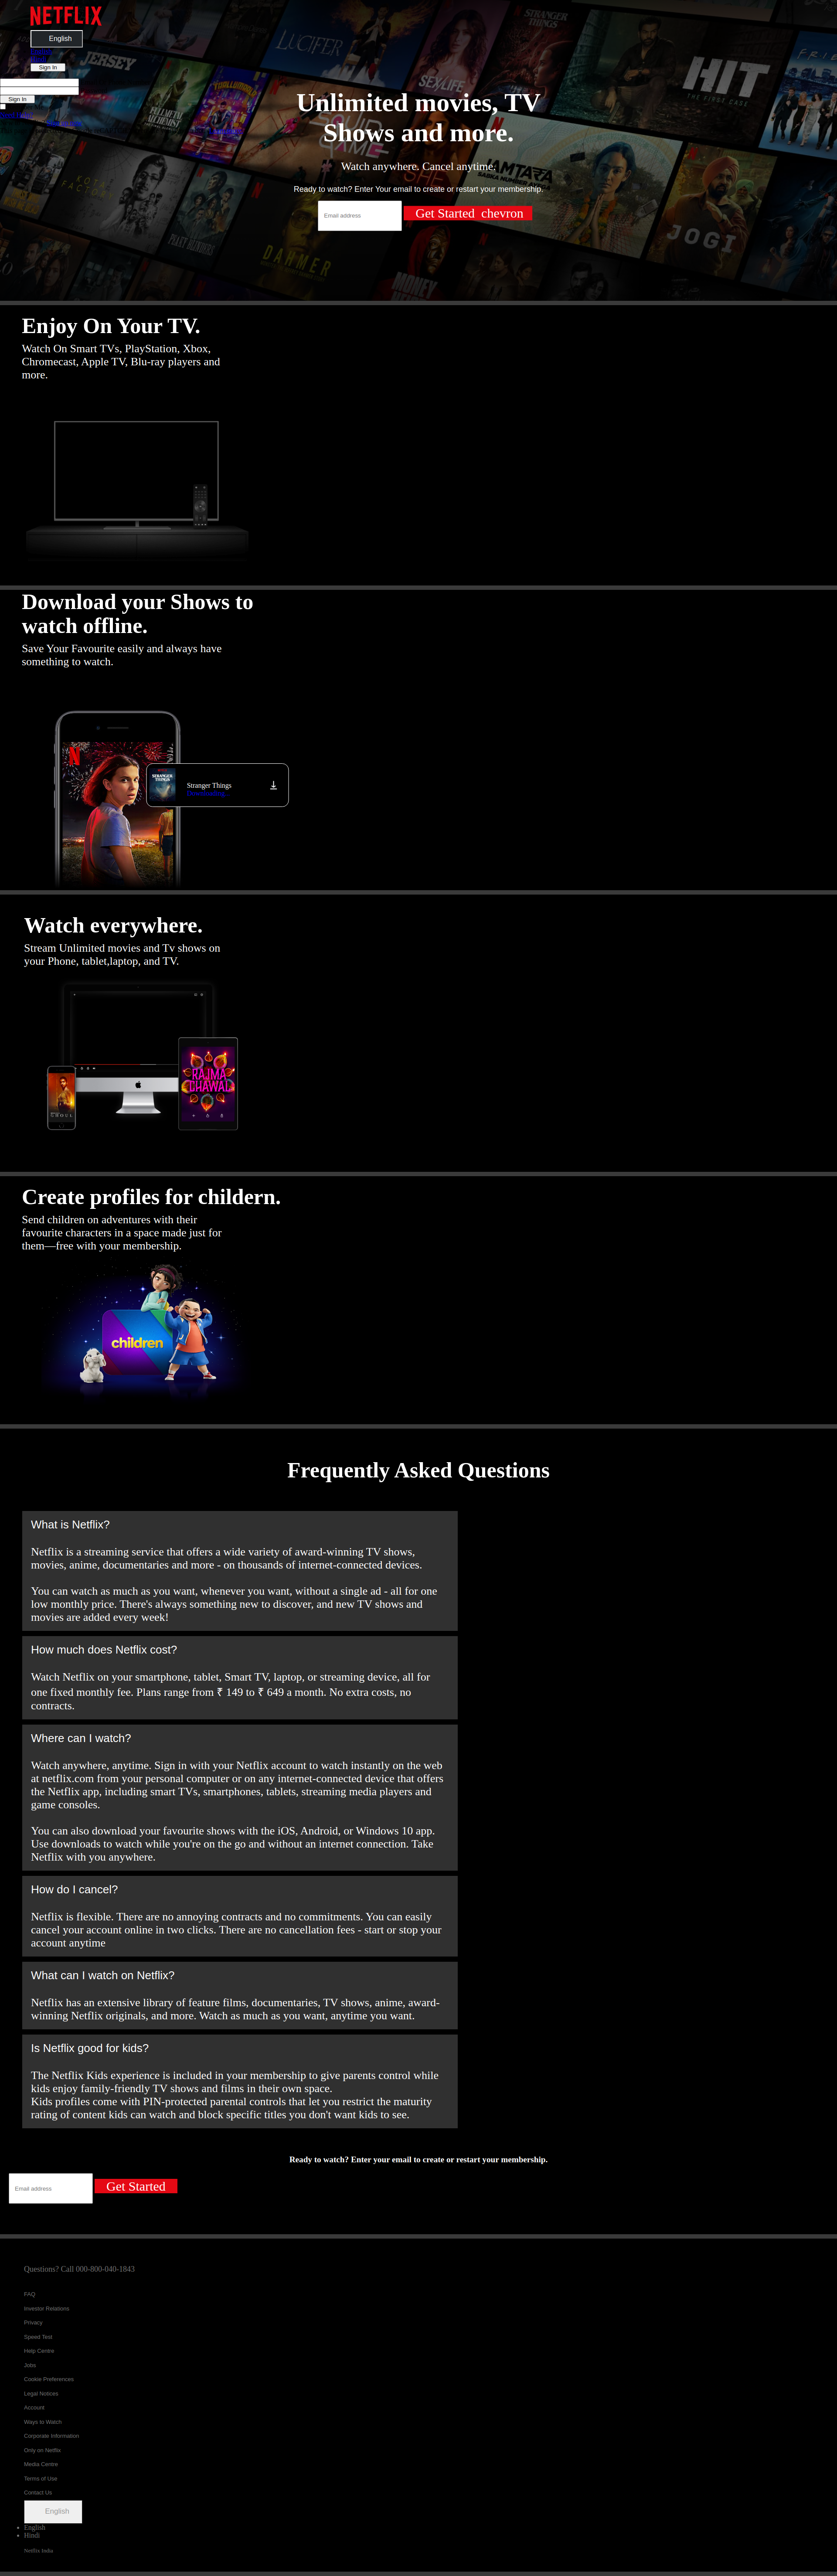 NETFLIX
English
Sign In
Sign In
Unlimited movies, TV
Shows and more.
Watch anywhere. Cancel anytime.
Ready to watch? Enter Your email to create or restart your membership.
Email address
Get Started chevron
Enjoy On Your TV.
Watch On Smart TVs, PlayStation, Xbox,
Chromecast, Apple TV, Blu-ray players and
more.
Download your Shows to
watch offline.
Save Your Favourite easily and always have
something to watch.
STRANGER
THINGS
Stranger Things
Watch everywhere.
Stream Unlimited movies and Tv shows on
your Phone, tablet,laptop, and TV.
GHOUL
RAJMA
CHAWAL
Create profiles for childern.
Send children on adventures with their
favourite characters in a space made just for
them—free with your membership.
children
Frequently Asked Questions
What is Netflix?
Netflix is a streaming service that offers a wide variety of award-winning TV shows,
movies, anime, documentaries and more - on thousands of internet-connected devices.
You can watch as much as you want, whenever you want, without a single ad - all for one
low monthly price. There's always something new to discover, and new TV shows and
movies are added every week!
How much does Netflix cost?
Watch Netflix on your smartphone, tablet, Smart TV, laptop, or streaming device, all for
one fixed monthly fee. Plans range from ₹ 149 to ₹ 649 a month. No extra costs, no
contracts.
Where can I watch?
Watch anywhere, anytime. Sign in with your Netflix account to watch instantly on the web
at netflix.com from your personal computer or on any internet-connected device that offers
the Netflix app, including smart TVs, smartphones, tablets, streaming media players and
game consoles.
You can also download your favourite shows with the iOS, Android, or Windows 10 app.
Use downloads to watch while you're on the go and without an internet connection. Take
Netflix with you anywhere.
How do I cancel?
Netflix is flexible. There are no annoying contracts and no commitments. You can easily
cancel your account online in two clicks. There are no cancellation fees - start or stop your
account anytime
What can I watch on Netflix?
Netflix has an extensive library of feature films, documentaries, TV shows, anime, award-
winning Netflix originals, and more. Watch as much as you want, anytime you want.
Is Netflix good for kids?
The Netflix Kids experience is included in your membership to give parents control while
kids enjoy family-friendly TV shows and films in their own space.
Kids profiles come with PIN-protected parental controls that let you restrict the maturity
rating of content kids can watch and block specific titles you don't want kids to see.
Ready to watch? Enter your email to create or restart your membership.
Email address
Get Started
Questions? Call 000-800-040-1843
FAQ
Investor Relations
Privacy
Speed Test
Help Centre
Jobs
Cookie Preferences
Legal Notices
Account
Ways to Watch
Corporate Information
Only on Netflix
Media Centre
Terms of Use
Contact Us
English
English
Hindi
Netflix India